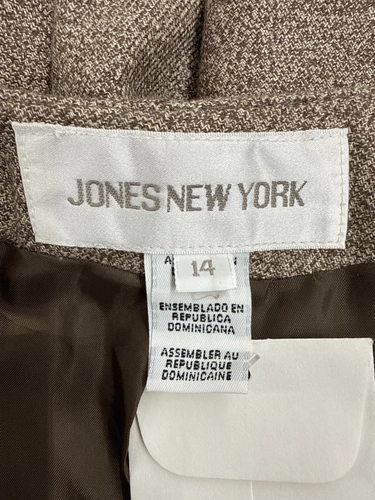 JONES NEW YORK
14
ENSEMBLADO EN
REPUBLICA
DOMINICANA
ASSEMBLER AU
REPUBLIQUE
DOMINICAINE